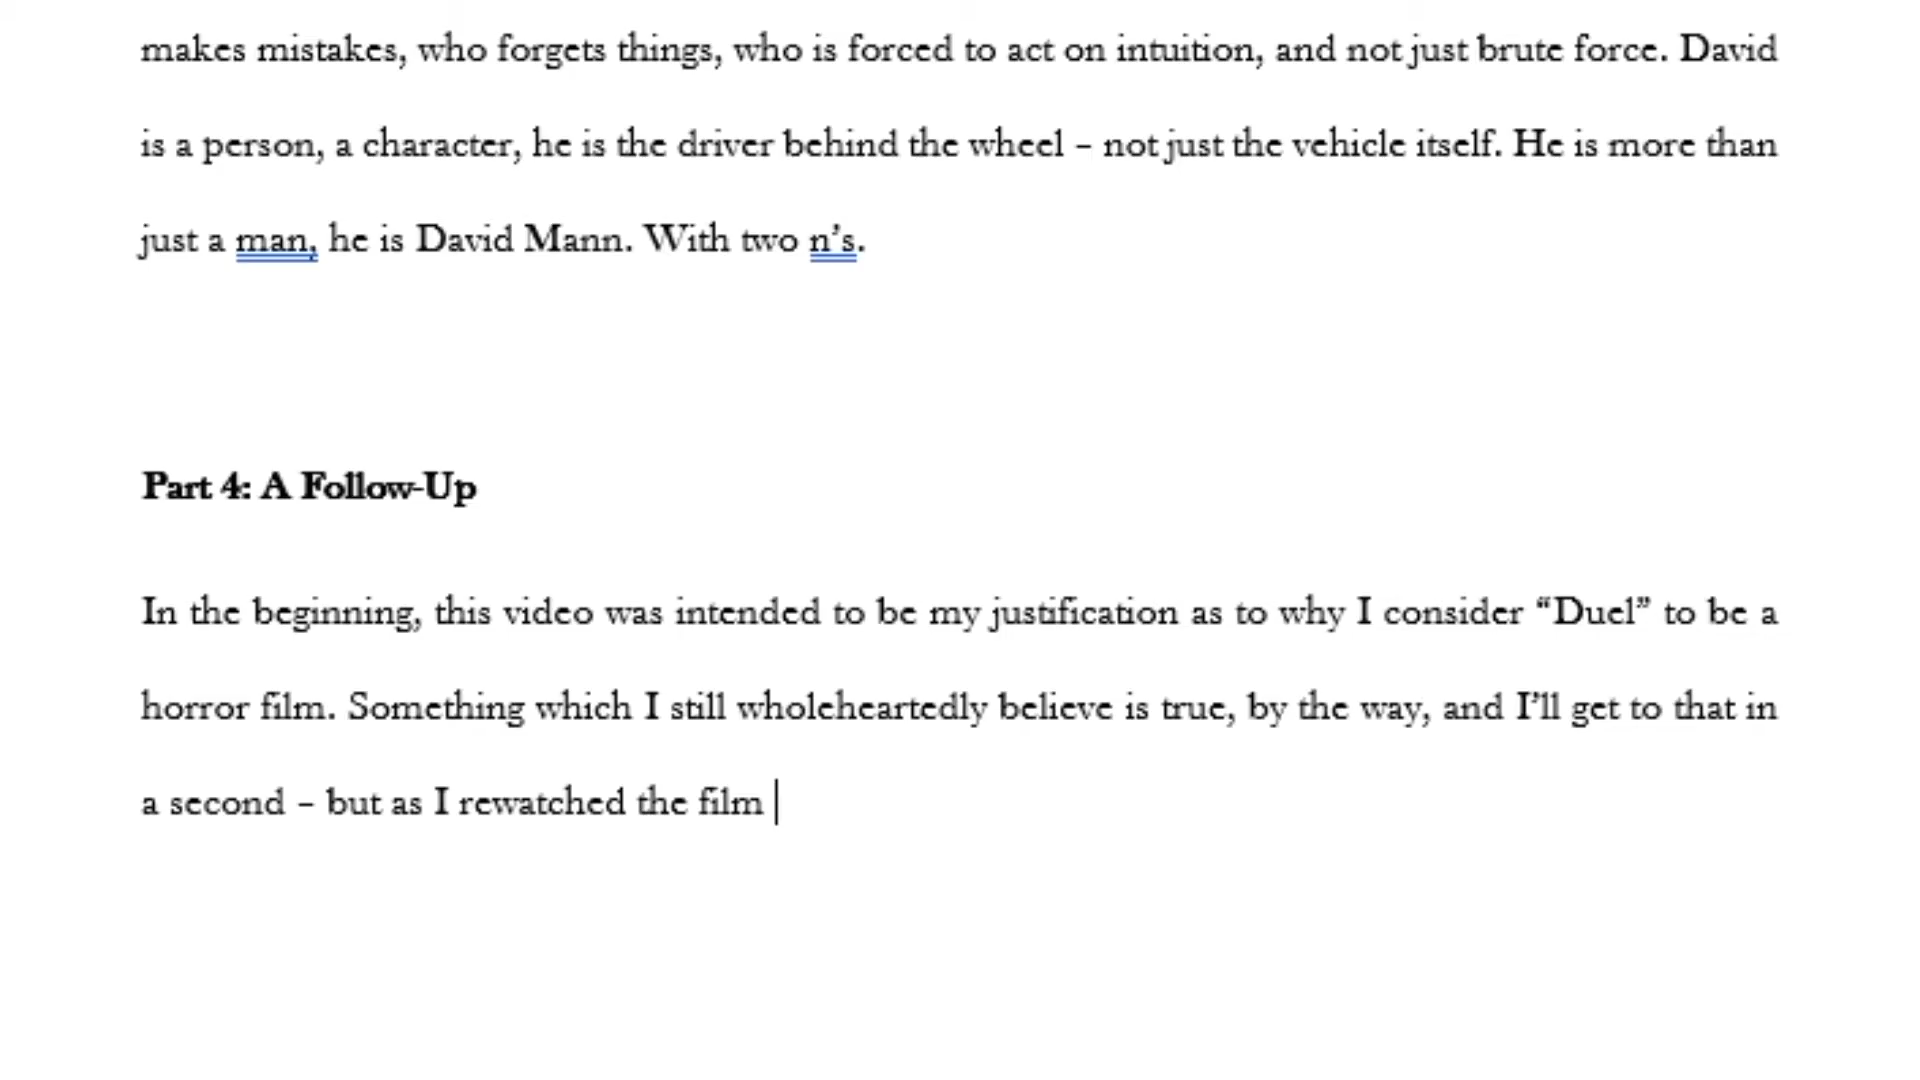 makes mistakes, who forgets things, who is forced to act on intuition, and not just brute force. David
is a person, a character, he is the driver behind the wheel – not just the vehicle itself. He is more than
just a man, he is David Mann. With two n’s.
Part 4: A Follow-Up
In the beginning, this video was intended to be my justification as to why I consider “Duel” to be a
horror film. Something which I still wholeheartedly believe is true, by the way, and I’ll get to that in
a second – but as I rewatched the film